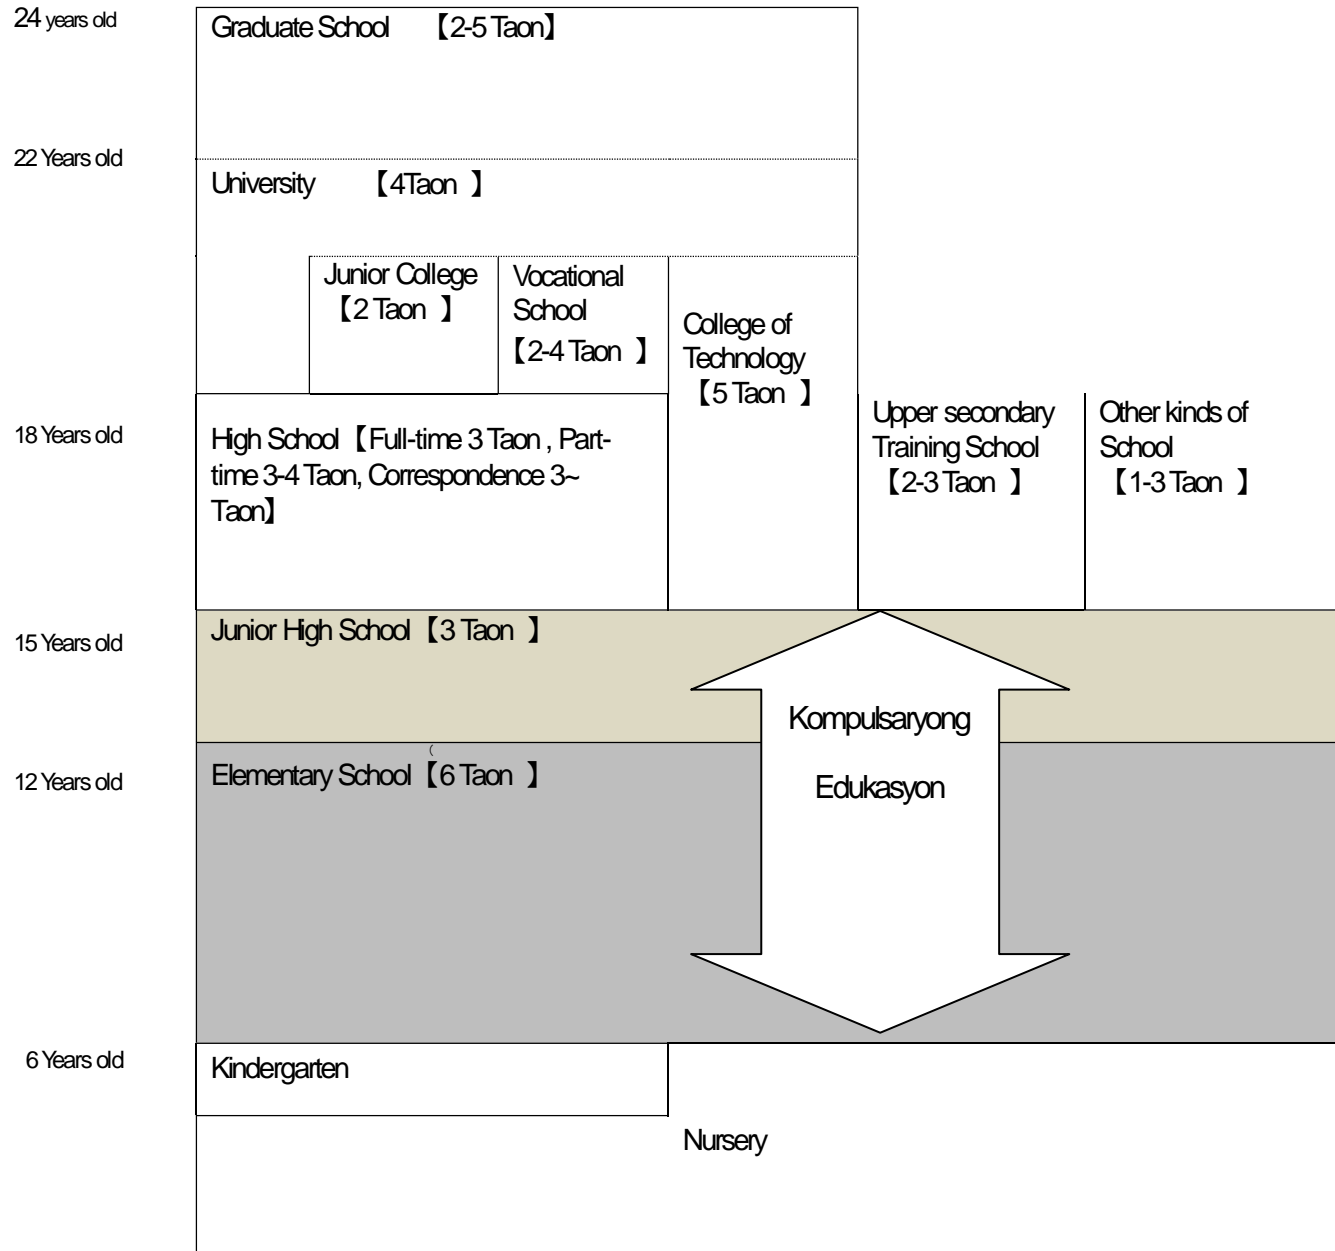 24 years old
Graduate School 【2-5 Taon】
22 Years old
University 【4Taon 】
Junior College
【2 Taon 】
Vocational
School
【2-4 Taon 】
College of
Technology
【5 Taon 】
18 Years old
High School【Full-time 3 Taon , Part-
time 3-4 Taon, Correspondence 3~
Taon】
Upper secondary
Training School
【2-3 Taon 】
Other kinds of
School
【1-3 Taon 】
15 Years old
Junior High School【3 Taon 】
Kompulsaryong
Edukasyon
(
12 Years old
Elementary School【6 Taon 】
6 Years old
Kindergarten
Nursery